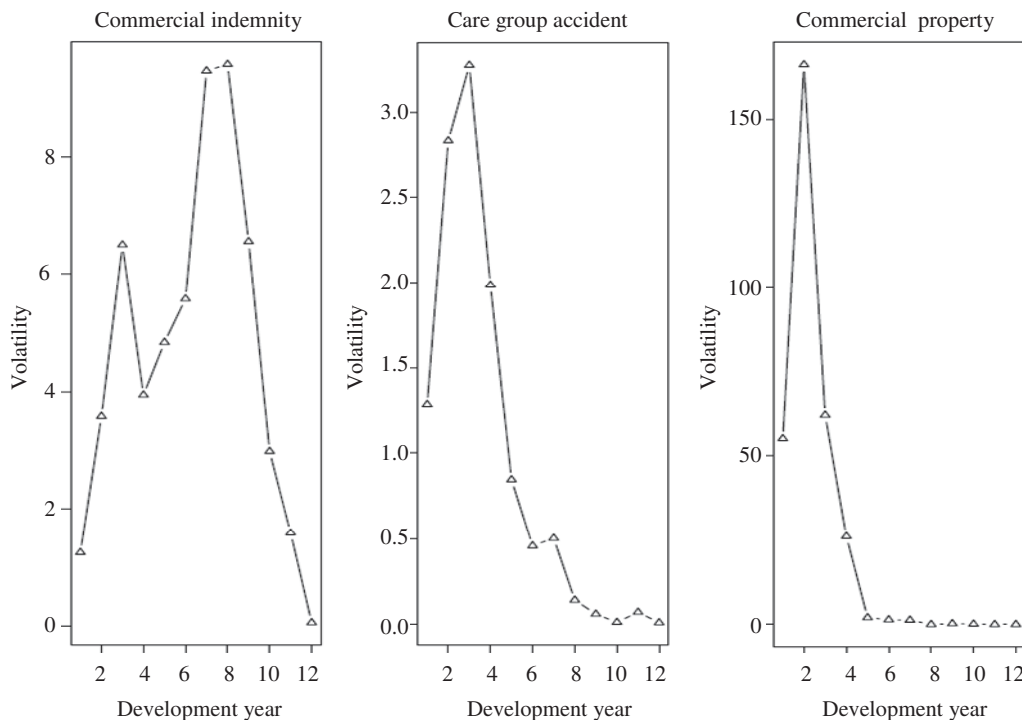 Commercial indemnity
Care group accident
Commercial property
8
6
4
2
0
3.0
2.5
2.0
1.5
1.0
0.5
0.0
150
100
50
0
Volatility
Volatility
Volatility
2 4 6 8 10 12
2 4 6 8 10 12
2 4 6 8 10 12
Development year
Development year
Development year